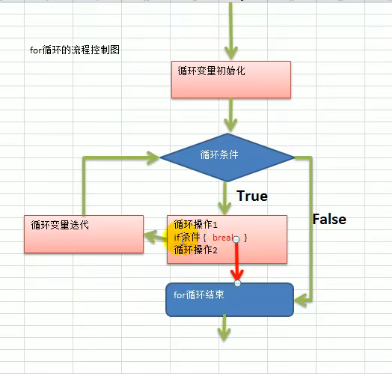 for循环的流程控制图
循环变量初始化
循环条件
True
False
循环变量迭代
循环操作1
if条件{ break }
循环操作2
for循环结束